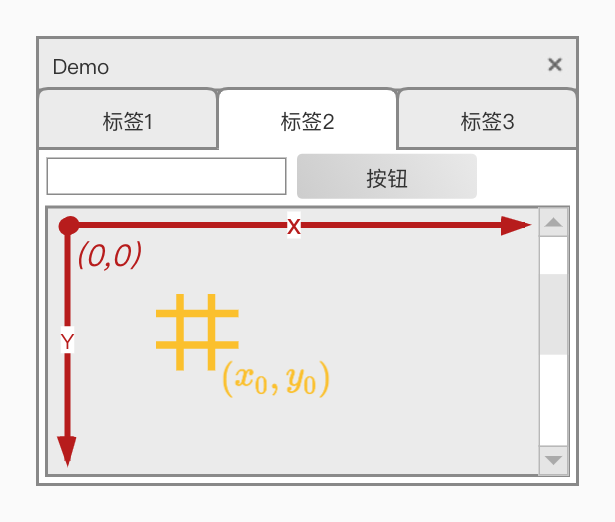 Demo ×
标签1 标签2 标签3
按钮
X
(0,0)
Y
(x₀, y₀)